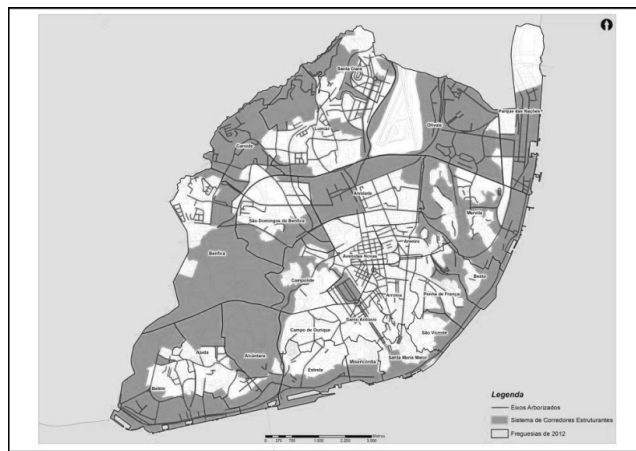 Santa Clara
Parque das Nações
Olivais
Lumiar
Carnide
Alvalade
Marvila
São Domingos de Benfica
Areeiro
Benfica
Avenidas Novas
Beato
Campolide
Arroios
Penha de França
Santo António
Campo de Ourique
São Vicente
Ajuda
Alcântara
Santa Maria Maior
Misericórdia
Estrela
Belém
Legenda
Eixos Arborizados
Sistema de Corredores Estruturantes
Freguesias de 2012
Metros